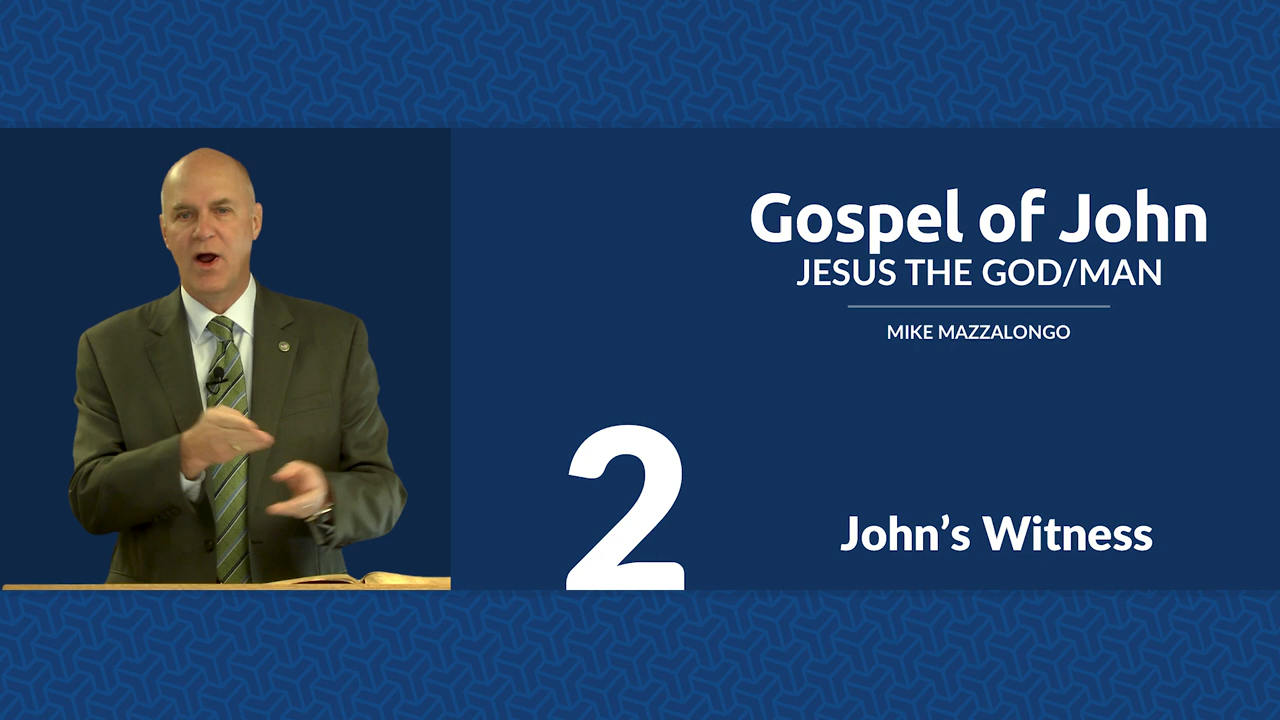 Gospel of John
JESUS THE GOD/MAN
MIKE MAZZALONGO
2
John’s Witness